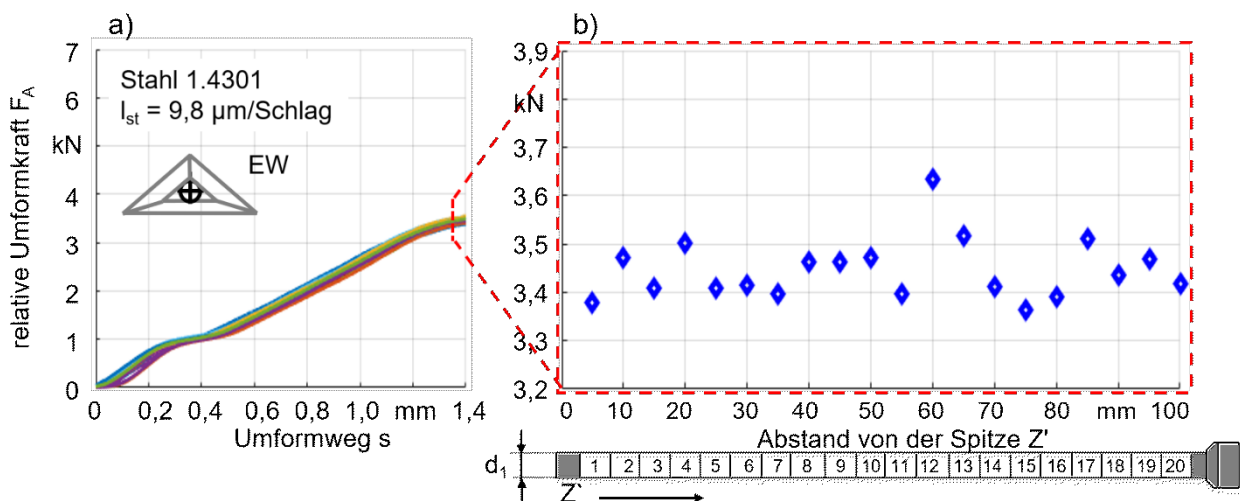 a)
relative Umformkraft F_A
7
6
kN
4
3
2
1
0
Stahl 1.4301
l_st = 9,8 µm/Schlag
EW
0 0,2 0,4 0,6 0,8 1,0 mm 1,4
Umformweg s
b)
3,9
kN
3,7
3,6
3,5
3,4
3,3
3,2
0 10 20 30 40 50 60 70 80 mm 100
Abstand von der Spitze Z'
d_1
1 2 3 4 5 6 7 8 9 10 11 12 13 14 15 16 17 18 19 20
Z`